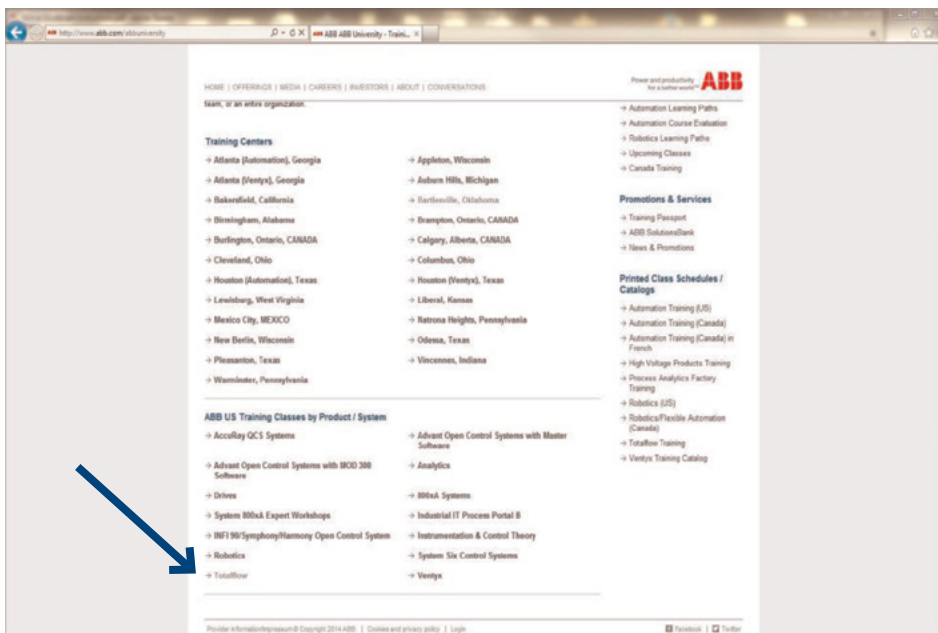 http://www.abb.com/abbuniversity
ABB ABB University - Traini...
HOME | OFFERINGS | MEDIA | CAREERS | INVESTORS | ABOUT | CONVERSATIONS
Power and productivity
for a better world™
ABB
team, or an entire organization.
Training Centers
→ Atlanta (Automation), Georgia
→ Appleton, Wisconsin
→ Atlanta (Ventyx), Georgia
→ Auburn Hills, Michigan
→ Bakersfield, California
→ Bartlesville, Oklahoma
→ Birmingham, Alabama
→ Brampton, Ontario, CANADA
→ Burlington, Ontario, CANADA
→ Calgary, Alberta, CANADA
→ Cleveland, Ohio
→ Columbus, Ohio
→ Houston (Automation), Texas
→ Houston (Ventyx), Texas
→ Lewisburg, West Virginia
→ Liberal, Kansas
→ Mexico City, MEXICO
→ Natrona Heights, Pennsylvania
→ New Berlin, Wisconsin
→ Odessa, Texas
→ Pleasanton, Texas
→ Vincennes, Indiana
→ Warminster, Pennsylvania
ABB US Training Classes by Product / System
→ AccuRay QCS Systems
→ Advant Open Control Systems with Master
Software
→ Advant Open Control Systems with MOD 300
Software
→ Analytics
→ Drives
→ 800xA Systems
→ System 800xA Expert Workshops
→ Industrial IT Process Portal B
→ INFI 90/Symphony/Harmony Open Control System
→ Instrumentation & Control Theory
→ Robotics
→ System Six Control Systems
→ Totalflow
→ Ventyx
→ Automation Learning Paths
→ Automation Course Evaluation
→ Robotics Learning Paths
→ Upcoming Classes
→ Canada Training
Promotions & Services
→ Training Passport
→ ABB SolutionsBank
→ News & Promotions
Printed Class Schedules /
Catalogs
→ Automation Training (US)
→ Automation Training (Canada)
→ Automation Training (Canada) in
French
→ High Voltage Products Training
→ Process Analytics Factory
Training
→ Robotics (US)
→ Robotics/Flexible Automation
(Canada)
→ Totalflow Training
→ Ventyx Training Catalog
Provider information/Impressum © Copyright 2014 ABB | Cookies and privacy policy | Login
Facebook | Twitter